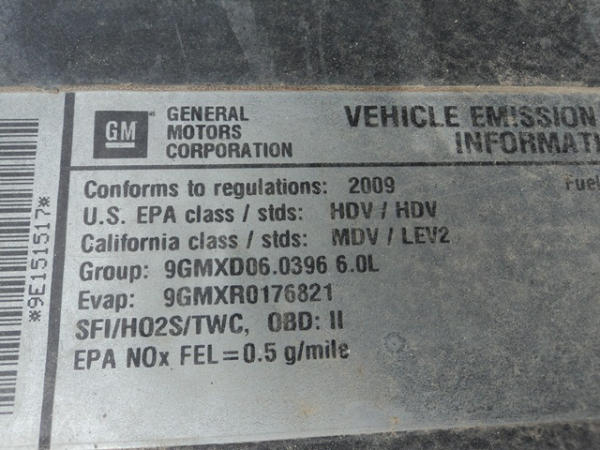 *9E151517*
GM
GENERAL
MOTORS
CORPORATION
VEHICLE EMISSION
INFORMATI
Conforms to regulations: 2009
Fuel
U.S. EPA class / stds: HDV / HDV
California class / stds: MDV / LEV2
Group: 9GMXD06.0396 6.0L
Evap: 9GMXR0176821
SFI/HO2S/TWC, OBD: II
EPA NOx FEL=0.5 g/mile